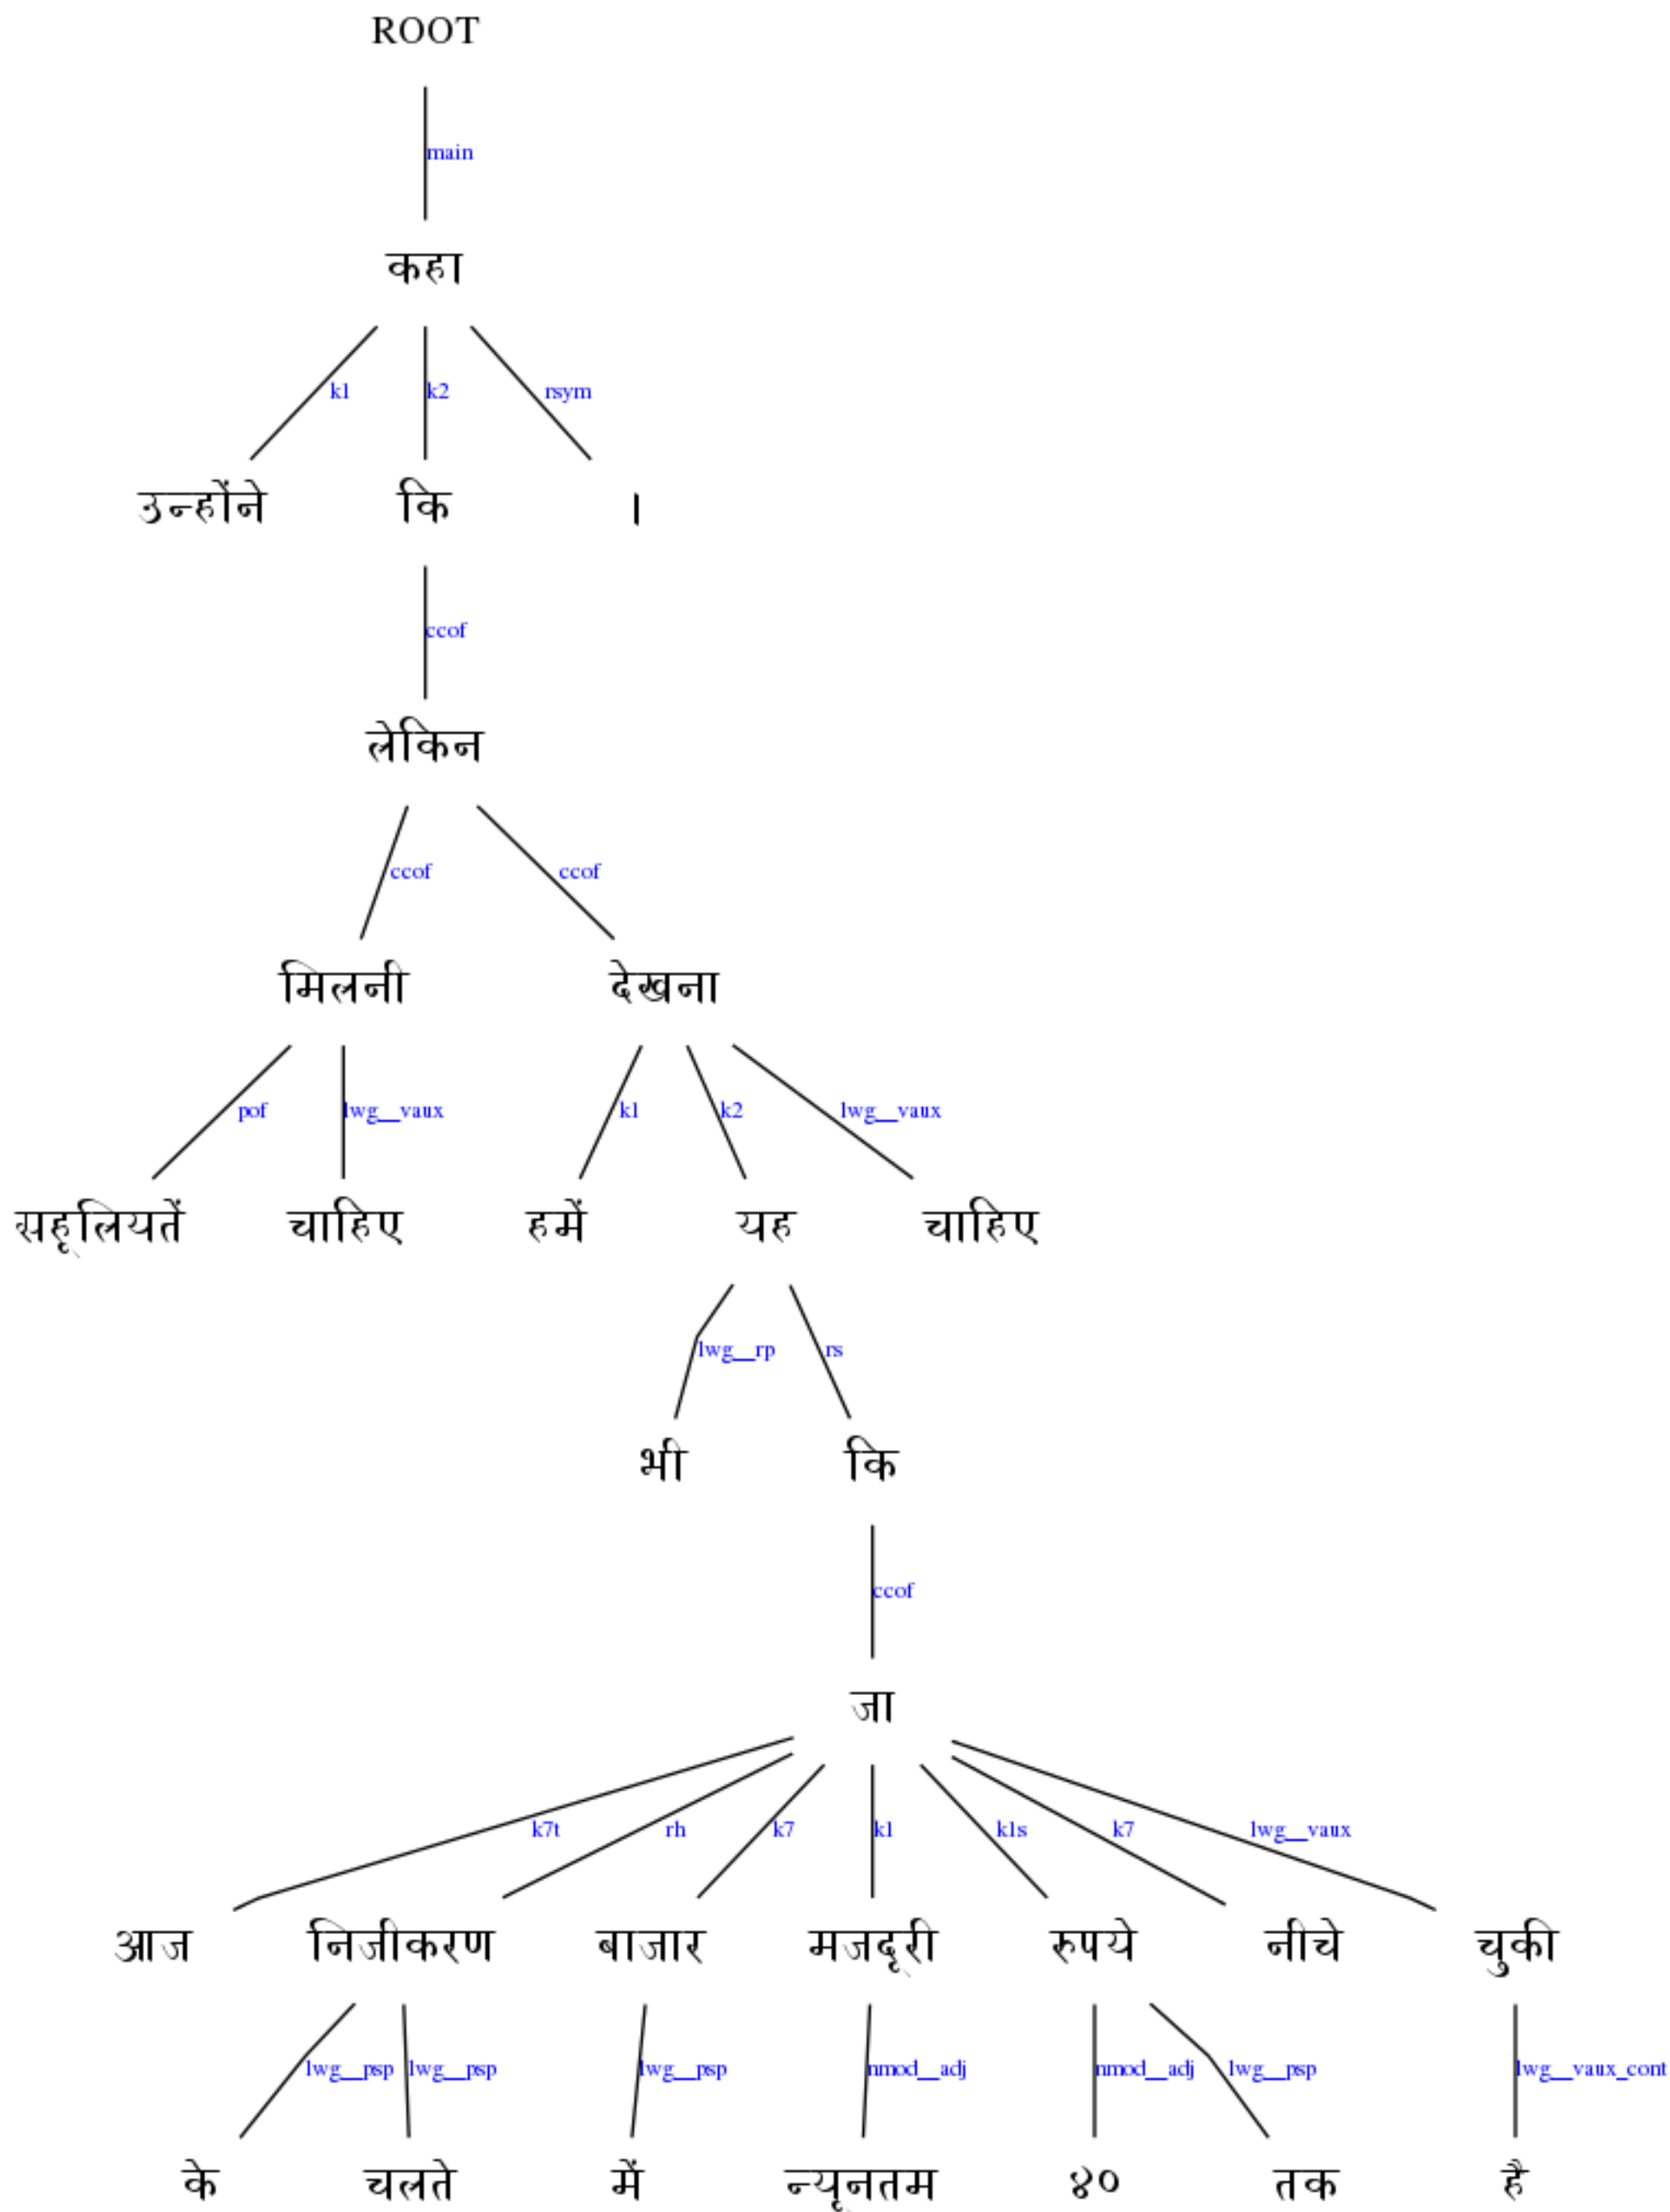 ROOT
main
कहा
k1 k2 rsym
उन्होंने कि ।
ccof
लेकिन
ccof ccof
मिलनी देखना
pof lwg__vaux k1 k2 lwg__vaux
सहूलियतें चाहिए हमें यह चाहिए
lwg__rp rs
भी कि
ccof
जा
k7t rh k7 k1 k1s k7 lwg__vaux
आज निजीकरण बाजार मजदूरी रुपये नीचे चुकी
lwg__psp lwg__psp lwg__psp nmod__adj nmod__adj lwg__psp lwg__vaux_cont
के चलते में न्यूनतम ४० तक है